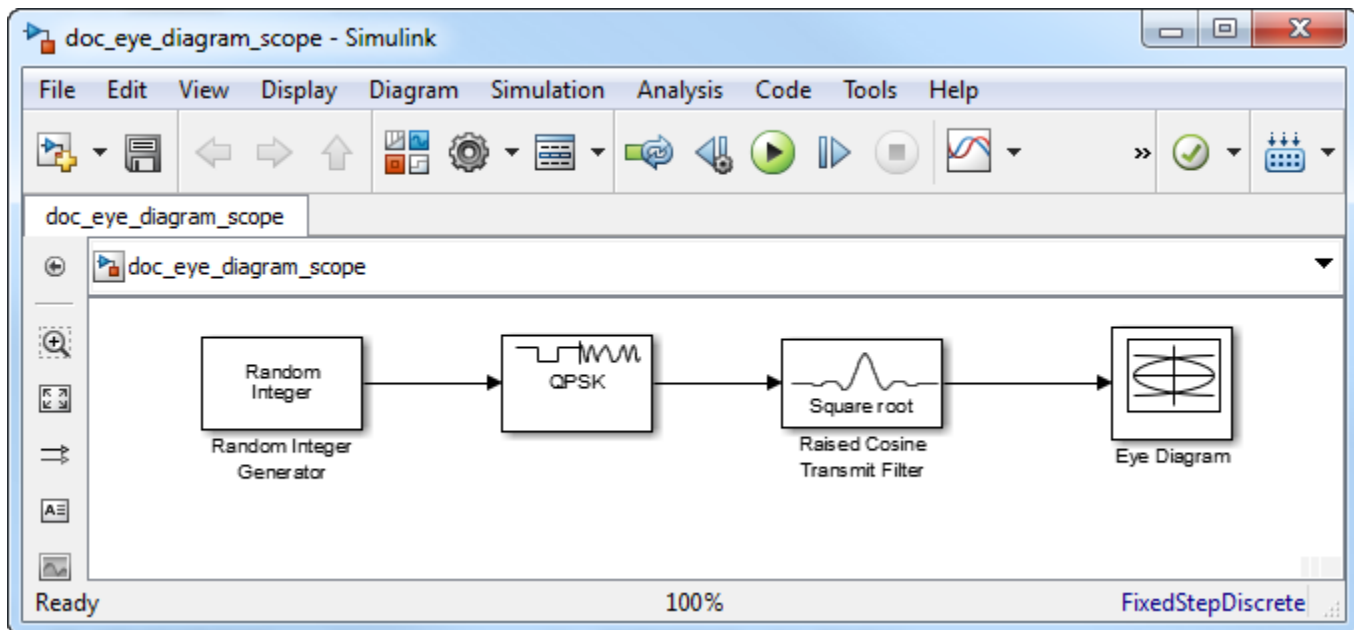 doc_eye_diagram_scope - Simulink
File Edit View Display Diagram Simulation Analysis Code Tools Help
»
doc_eye_diagram_scope
doc_eye_diagram_scope
Random
Integer
Random Integer
Generator
QPSK
Square root
Raised Cosine
Transmit Filter
Eye Diagram
A
Ready 100% FixedStepDiscrete